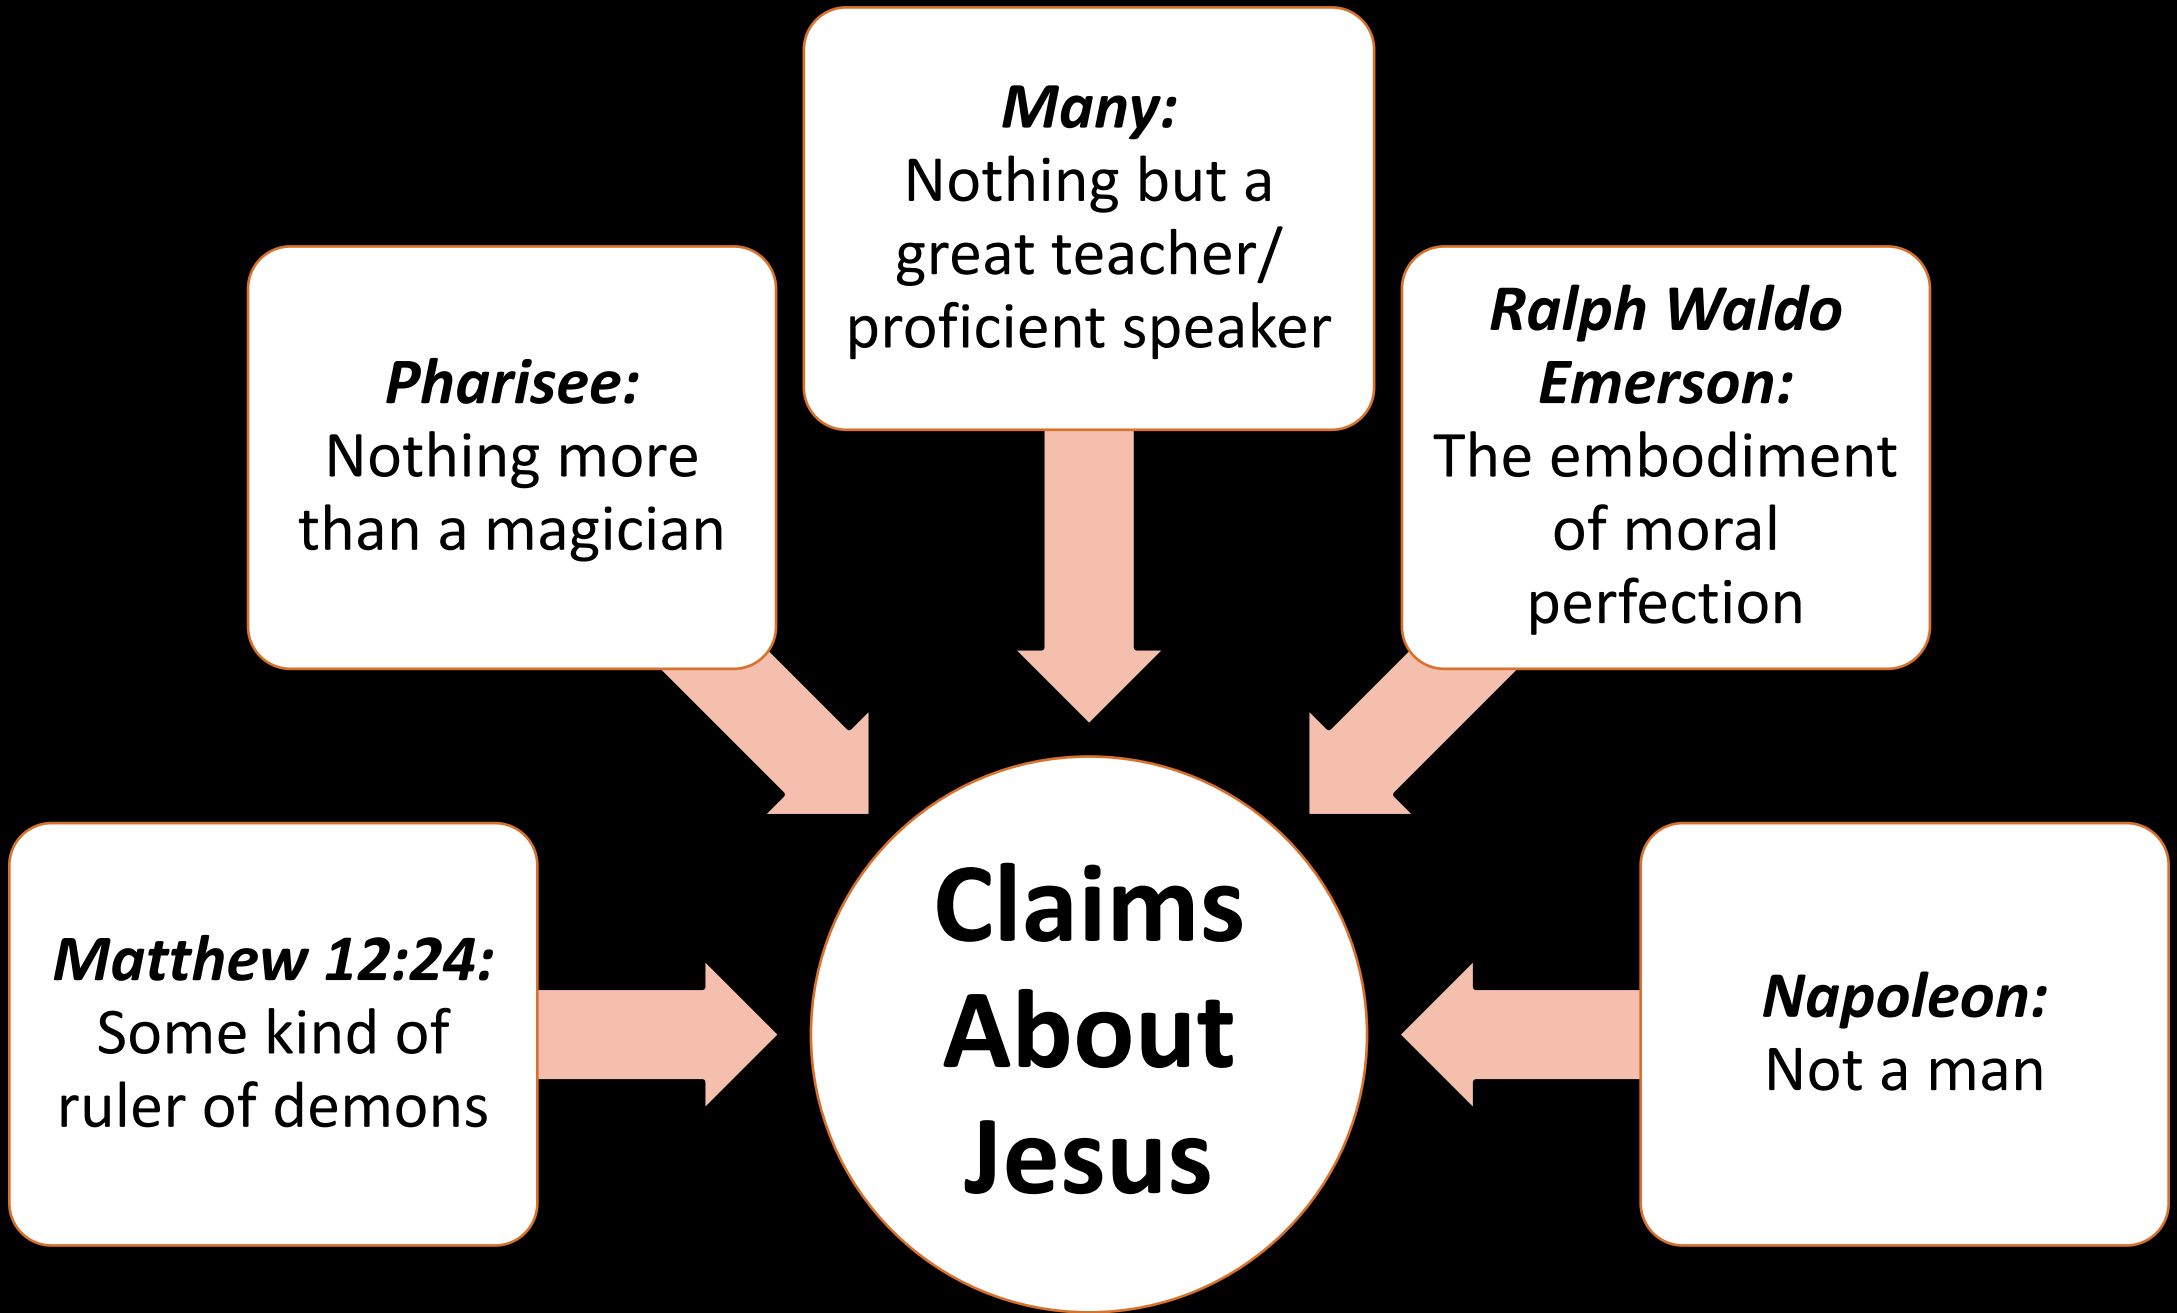 Many:
Nothing but a
great teacher/
proficient speaker
Pharisee:
Nothing more
than a magician
Ralph Waldo
Emerson:
The embodiment
of moral
perfection
Matthew 12:24:
Some kind of
ruler of demons
Claims
About
Jesus
Napoleon:
Not a man